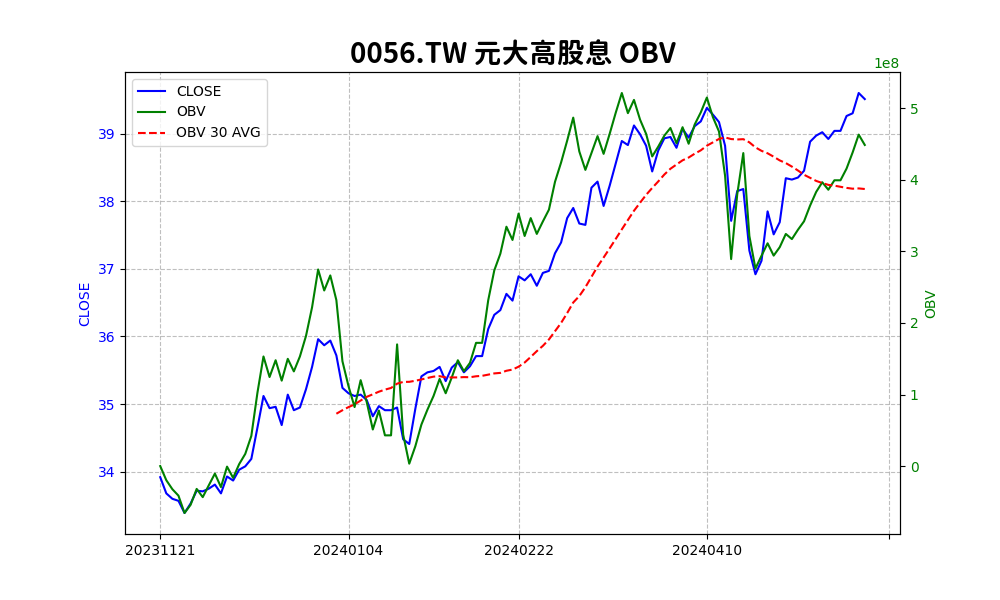 0056.TW 元大高股息 OBV
1e8
CLOSE
OBV
OBV 30 AVG
39
38
37
36
35
34
CLOSE
5
4
3
2
1
0
OBV
20231121
20240104
20240222
20240410